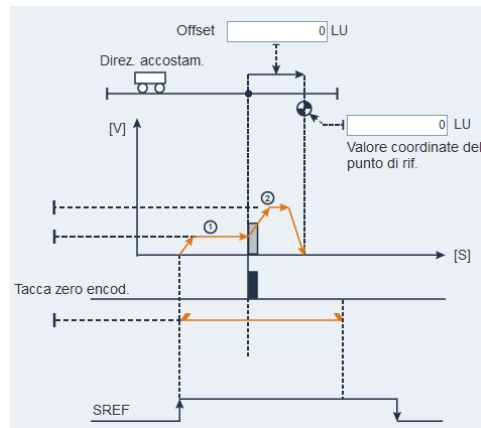 Offset 0 LU
Direz. accostam.
[V]
0 LU
Valore coordinate del
punto di rif.
2
1
[S]
Tacca zero encod.
SREF